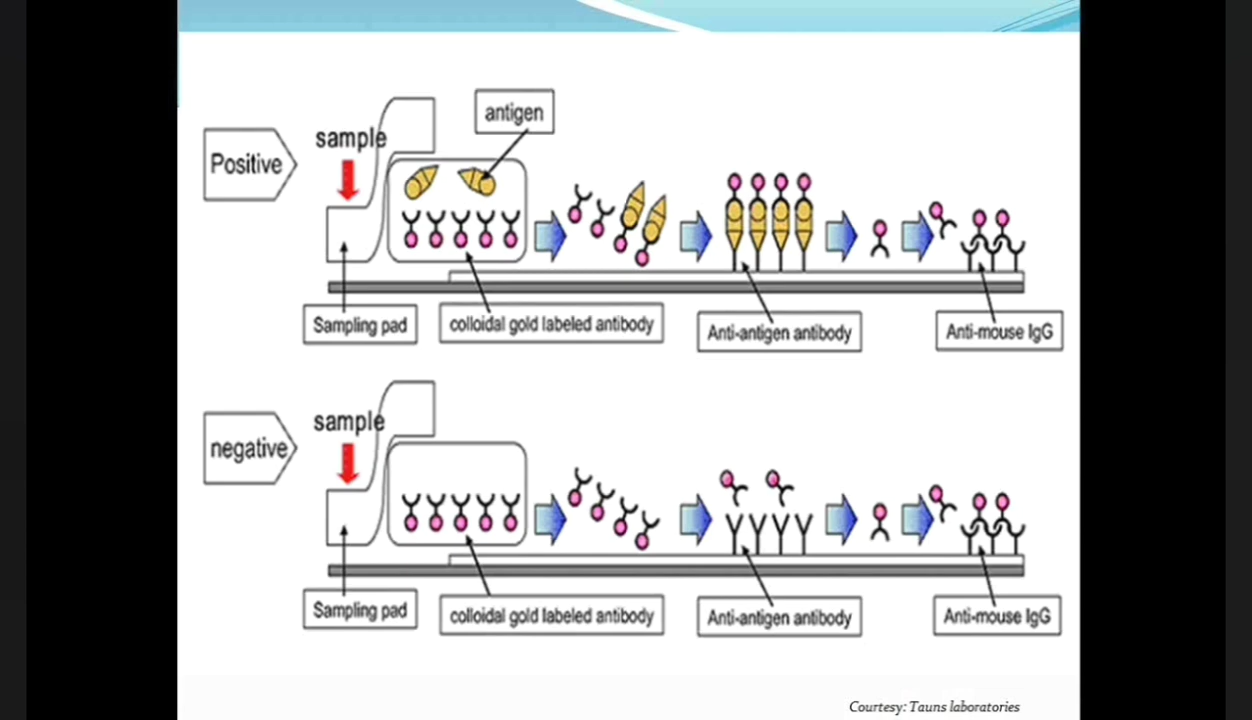 antigen
Positive
sample
Sampling pad
colloidal gold labeled antibody
Anti-antigen antibody
Anti-mouse IgG
negative
sample
Sampling pad
colloidal gold labeled antibody
Anti-antigen antibody
Anti-mouse IgG
Courtesy: Tauns laboratories